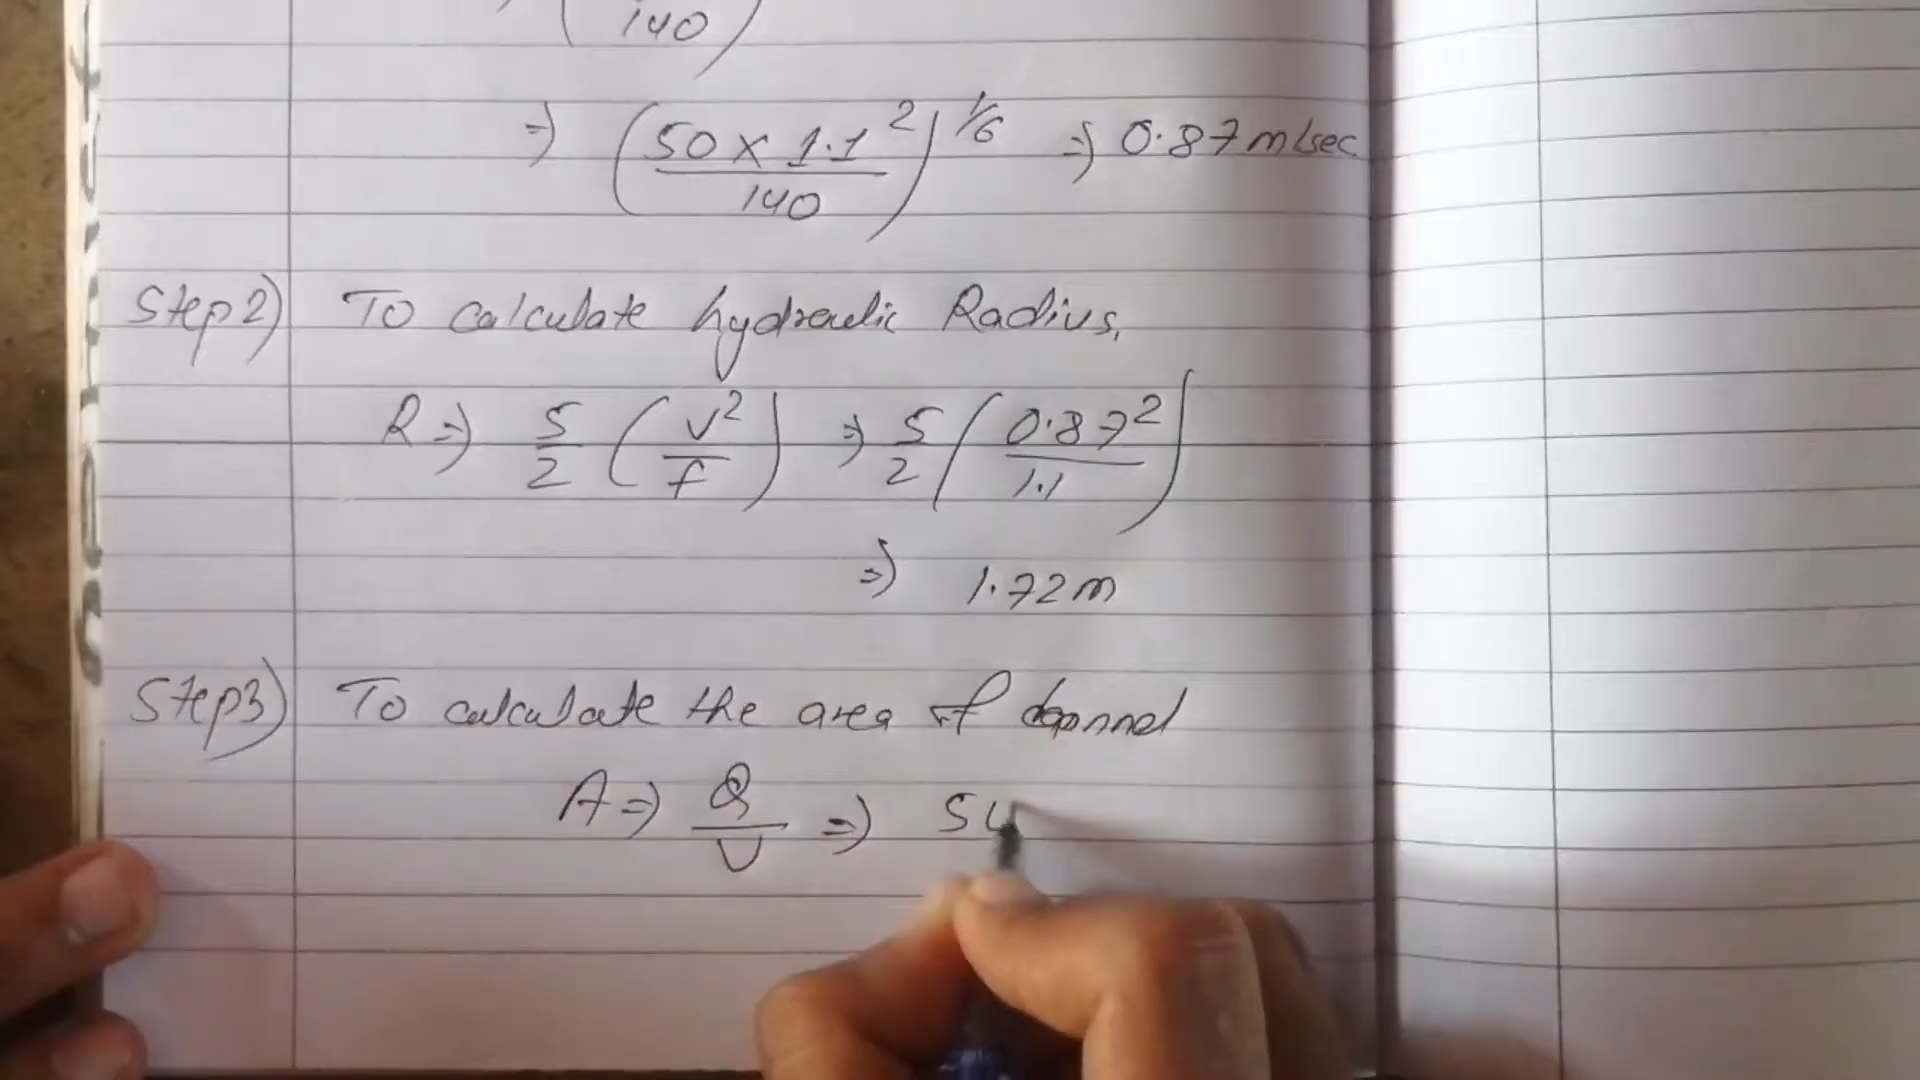 140
⇒ (50 × 1.1² / 140)^1/6 ⇒ 0.87 m/sec
Step 2) To calculate hydraulic Radius,
R ⇒ 5/2 (V²/f) ⇒ 5/2 (0.87²/1.1)
⇒ 1.72 m
Step 3) To calculate the area of channel
A ⇒ Q/V ⇒